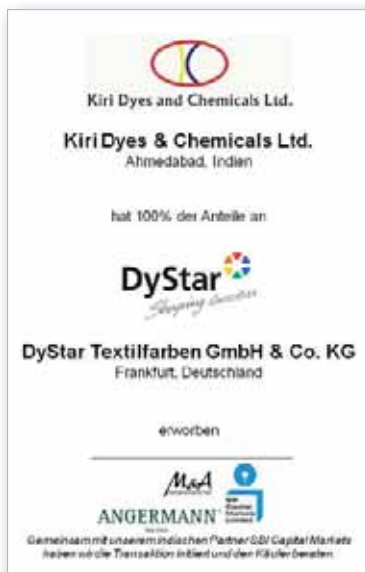 Kiri Dyes and Chemicals Ltd.
Kiri Dyes & Chemicals Ltd.
Ahmedabad, Indien
hat 100% der Anteile an
DyStar
DyStar Textilfarben GmbH & Co. KG
Frankfurt, Deutschland
erworben
M&A
ANGERMANN
Gemeinsam mit unserem indischen Partner SBI Capital Markets
haben wir die Transaktion initiiert und den Käufer beraten